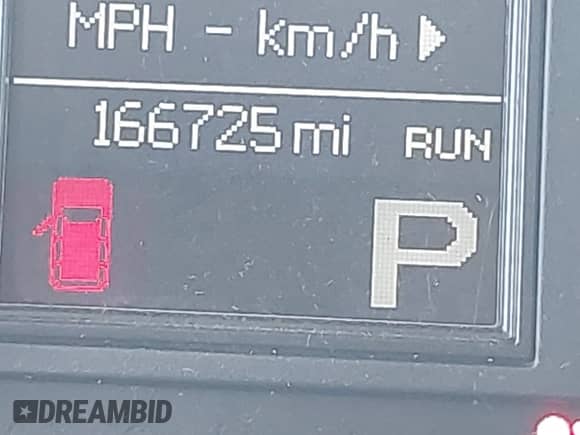 MPH - km/h
166725 mi RUN
P
DREAMBID